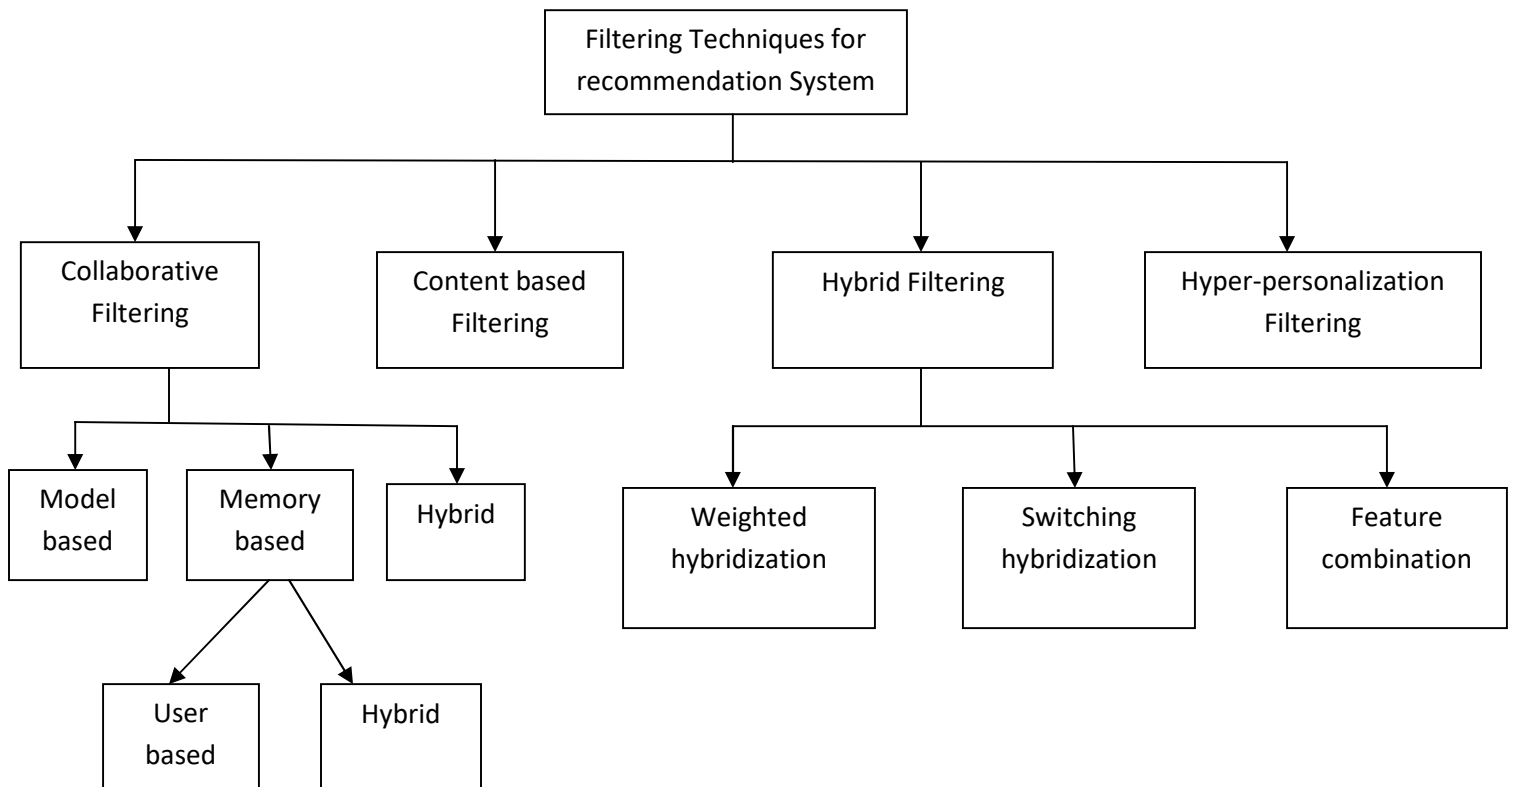 Filtering Techniques for
recommendation System
Collaborative
Filtering
Content based
Filtering
Hybrid Filtering
Hyper-personalization
Filtering
Model
based
Memory
based
Hybrid
Weighted
hybridization
Switching
hybridization
Feature
combination
User
based
Hybrid